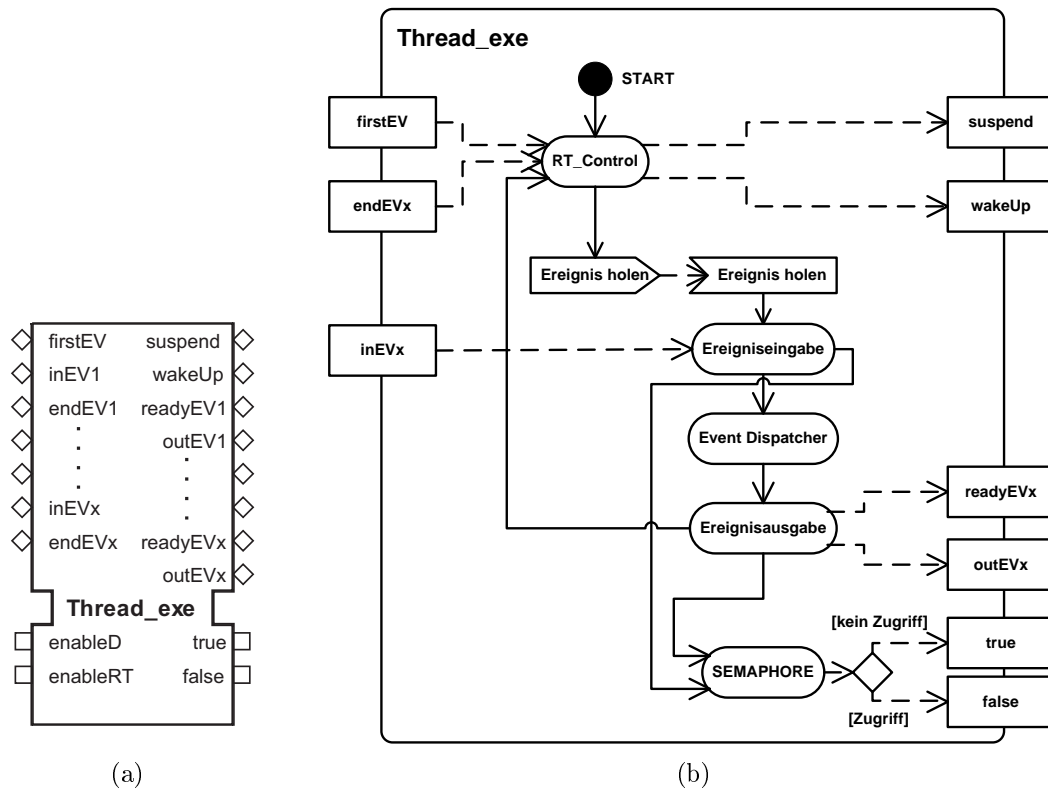 firstEV suspend
inEV1 wakeUp
endEV1 readyEV1
outEV1
inEVx
endEVx readyEVx
outEVx
Thread_exe
enableD true
enableRT false
(a)
Thread_exe
START
firstEV
suspend
RT_Control
endEVx
wakeUp
Ereignis holen
Ereignis holen
inEVx
Ereigniseingabe
Event Dispatcher
readyEVx
Ereignisausgabe
outEVx
[kein Zugriff]
true
SEMAPHORE
false
[Zugriff]
(b)